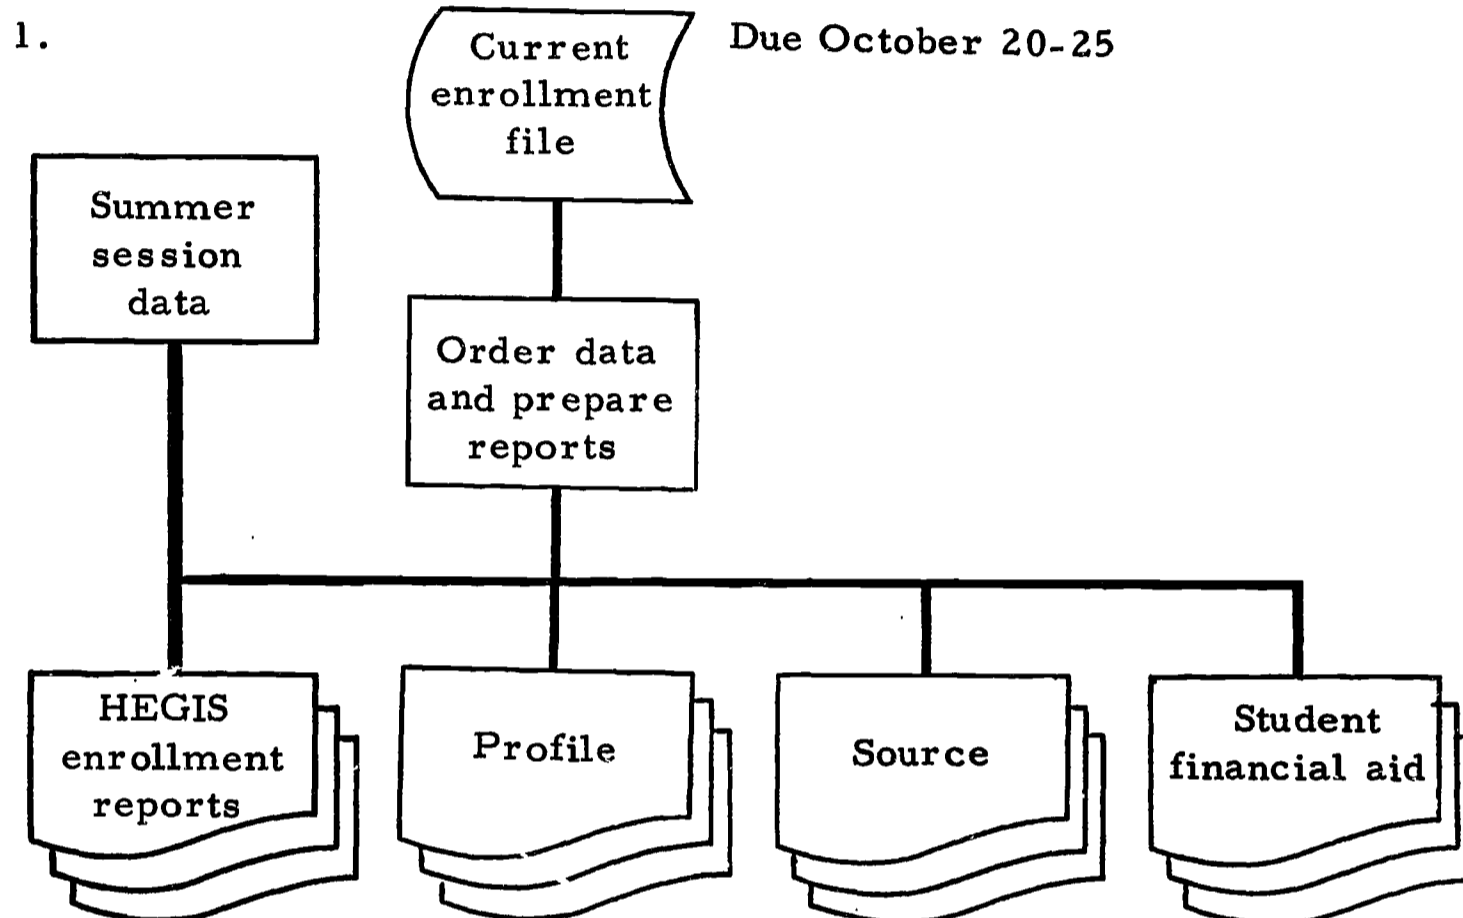 1.
Due October 20-25
Current
enrollment
file
Summer
session
data
Order data
and prepare
reports
HEGIS
enrollment
reports
Profile
Source
Student
financial aid